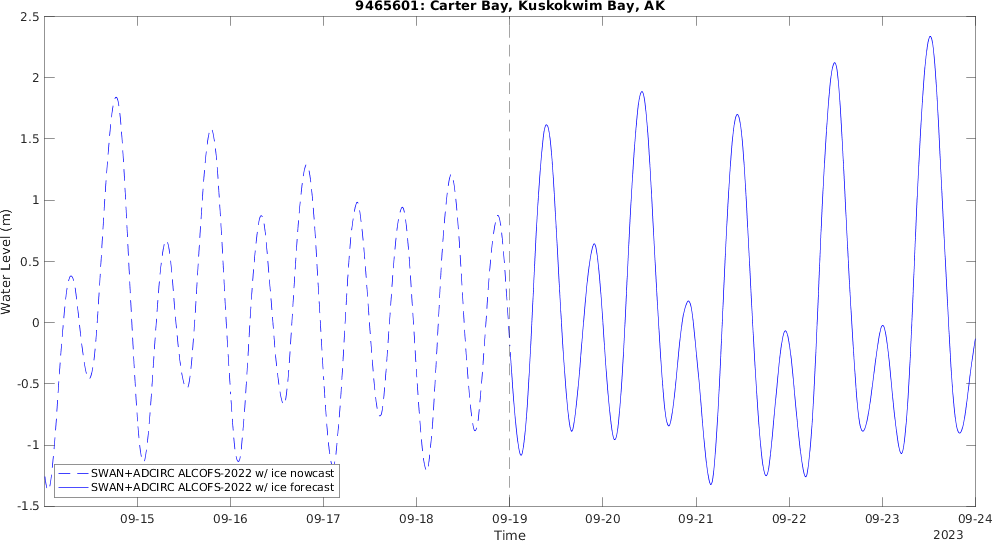 9465601: Carter Bay, Kuskokwim Bay, AK
2.5
2
1.5
1
0.5
0
-0.5
-1
-1.5
Water Level (m)
SWAN+ADCIRC ALCOFS-2022 w/ ice nowcast
SWAN+ADCIRC ALCOFS-2022 w/ ice forecast
09-15 09-16 09-17 09-18 09-19 09-20 09-21 09-22 09-23 09-24
Time
2023